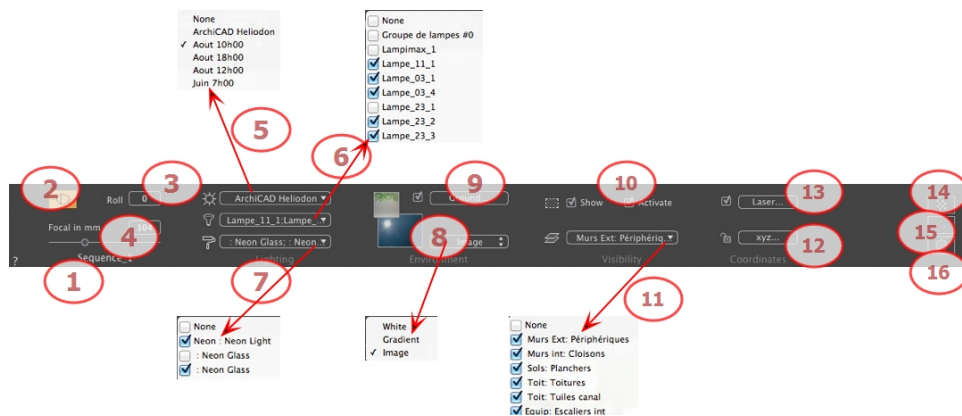 None
ArchiCAD Heliodon
✓ Aout 10h00
Aout 18h00
Aout 12h00
Juin 7h00
None
Groupe de lampes #0
Lampimax_1
Lampe_11_1
Lampe_03_1
Lampe_03_4
Lampe_23_1
Lampe_23_2
Lampe_23_3
5
6
2
3
9
10
13
14
Roll 0
ArchiCAD Heliodon
Ground...
Show
Activate
Laser...
Focal in mm 104
4
Lampe_11_1;Lampe_
8
15
: Neon Glass; : Neon
Image
Murs Ext: Périphériq
xyz...
12
Sequence_1
Lighting
Environment
Visibility
Coordinates
?
1
7
11
16
None
Neon : Neon Light
: Neon Glass
: Neon Glass
White
Gradient
✓ Image
None
Murs Ext: Périphériques
Murs int: Cloisons
Sols: Planchers
Toit: Toitures
Toit: Tuiles canal
Equip: Escaliers int